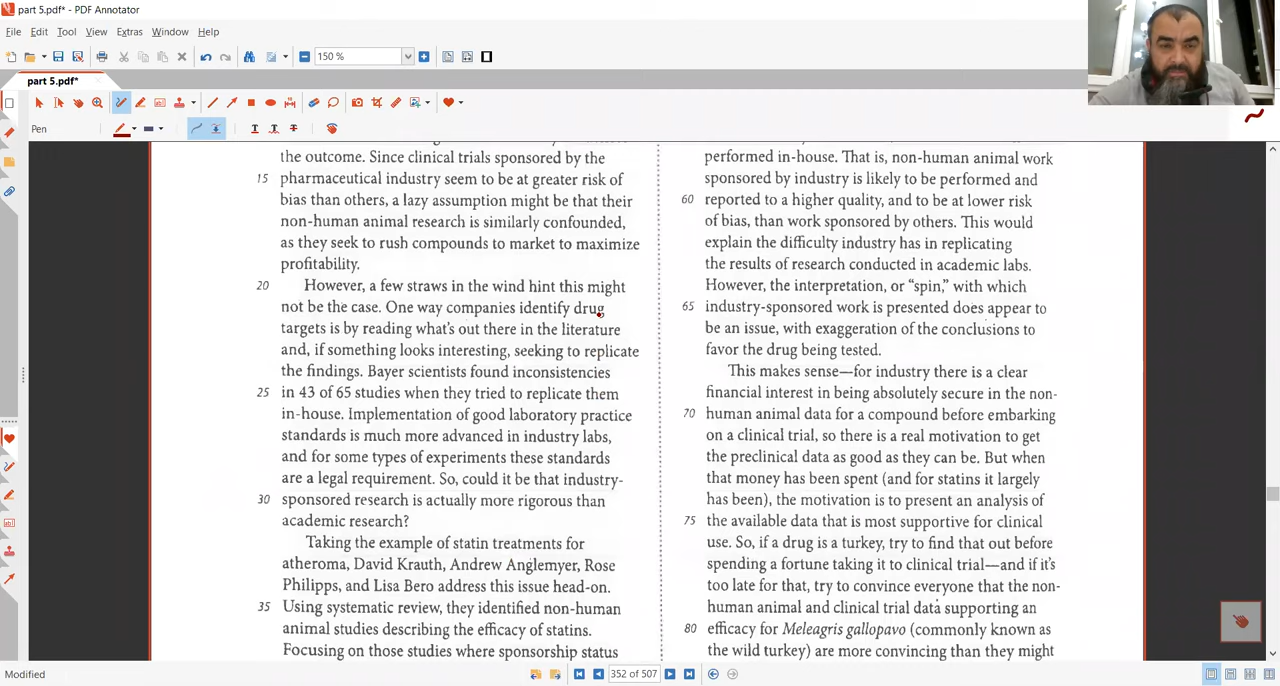 part 5.pdf* - PDF Annotator
File Edit Tool View Extras Window Help
150 %
part 5.pdf*
Pen
the outcome. Since clinical trials sponsored by the
15 pharmaceutical industry seem to be at greater risk of
bias than others, a lazy assumption might be that their
non-human animal research is similarly confounded,
as they seek to rush compounds to market to maximize
profitability.
20 However, a few straws in the wind hint this might
not be the case. One way companies identify drug
targets is by reading what's out there in the literature
and, if something looks interesting, seeking to replicate
the findings. Bayer scientists found inconsistencies
25 in 43 of 65 studies when they tried to replicate them
in-house. Implementation of good laboratory practice
standards is much more advanced in industry labs,
and for some types of experiments these standards
are a legal requirement. So, could it be that industry-
30 sponsored research is actually more rigorous than
academic research?
Taking the example of statin treatments for
atheroma, David Krauth, Andrew Anglemyer, Rose
Philipps, and Lisa Bero address this issue head-on.
35 Using systematic review, they identified non-human
animal studies describing the efficacy of statins.
Focusing on those studies where sponsorship status
performed in-house. That is, non-human animal work
sponsored by industry is likely to be performed and
60 reported to a higher quality, and to be at lower risk
of bias, than work sponsored by others. This would
explain the difficulty industry has in replicating
the results of research conducted in academic labs.
However, the interpretation, or “spin,” with which
65 industry-sponsored work is presented does appear to
be an issue, with exaggeration of the conclusions to
favor the drug being tested.
This makes sense—for industry there is a clear
financial interest in being absolutely secure in the non-
70 human animal data for a compound before embarking
on a clinical trial, so there is a real motivation to get
the preclinical data as good as they can be. But when
that money has been spent (and for statins it largely
has been), the motivation is to present an analysis of
75 the available data that is most supportive for clinical
use. So, if a drug is a turkey, try to find that out before
spending a fortune taking it to clinical trial—and if it's
too late for that, try to convince everyone that the non-
human animal and clinical trial data supporting an
80 efficacy for Meleagris gallopavo (commonly known as
the wild turkey) are more convincing than they might
Modified
352 of 507